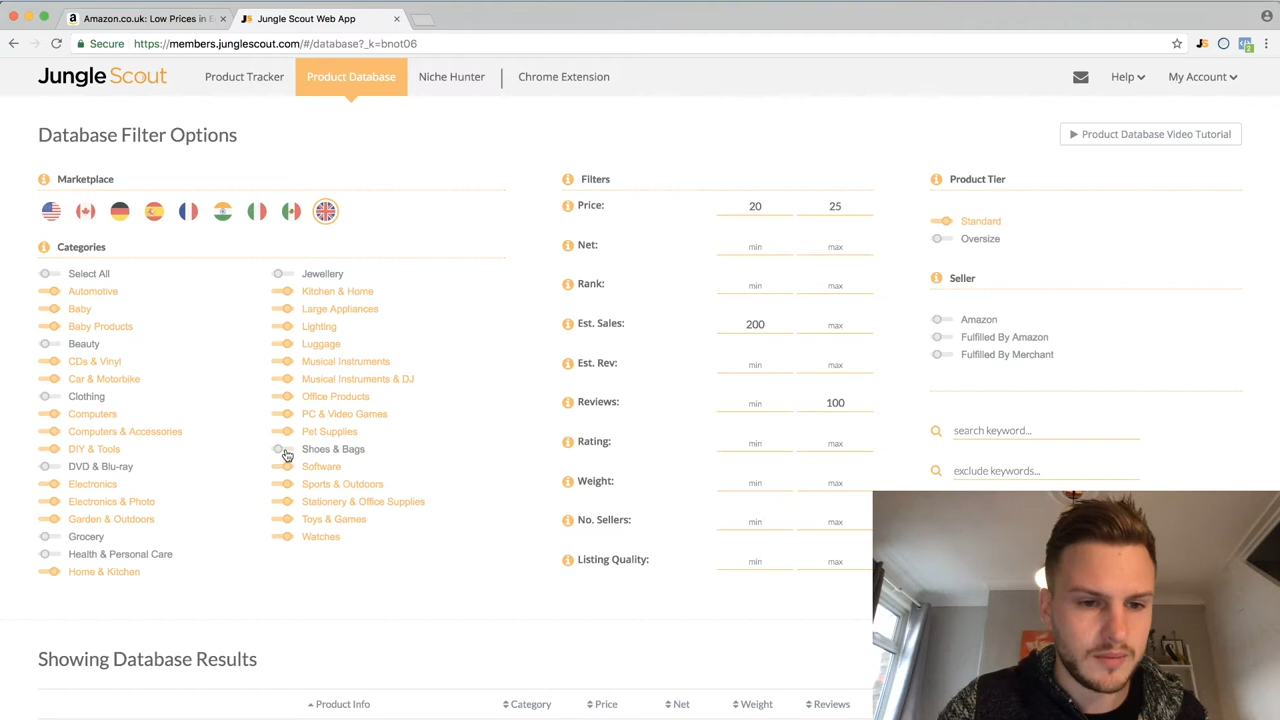 Amazon.co.uk: Low Prices in E
Jungle Scout Web App
Secure
https://members.junglescout.com/#/database?_k=bnot06
JS
2
Jungle Scout
Product Tracker
Product Database
Niche Hunter
Chrome Extension
Help
My Account
Database Filter Options
Product Database Video Tutorial
Marketplace
Categories
Select All
Automotive
Baby
Baby Products
Beauty
CDs & Vinyl
Car & Motorbike
Clothing
Computers
Computers & Accessories
DIY & Tools
DVD & Blu-ray
Electronics
Electronics & Photo
Garden & Outdoors
Grocery
Health & Personal Care
Home & Kitchen
Jewellery
Kitchen & Home
Large Appliances
Lighting
Luggage
Musical Instruments
Musical Instruments & DJ
Office Products
PC & Video Games
Pet Supplies
Shoes & Bags
Software
Sports & Outdoors
Stationery & Office Supplies
Toys & Games
Watches
Filters
Price: 20 25
Net: min max
Rank: min max
Est. Sales: 200 max
Est. Rev: min max
Reviews: min 100
Rating: min max
Weight: min max
No. Sellers: min max
Listing Quality: min max
Product Tier
Standard
Oversize
Seller
Amazon
Fulfilled By Amazon
Fulfilled By Merchant
search keyword...
exclude keywords...
Showing Database Results
Product Info Category Price Net Weight Reviews